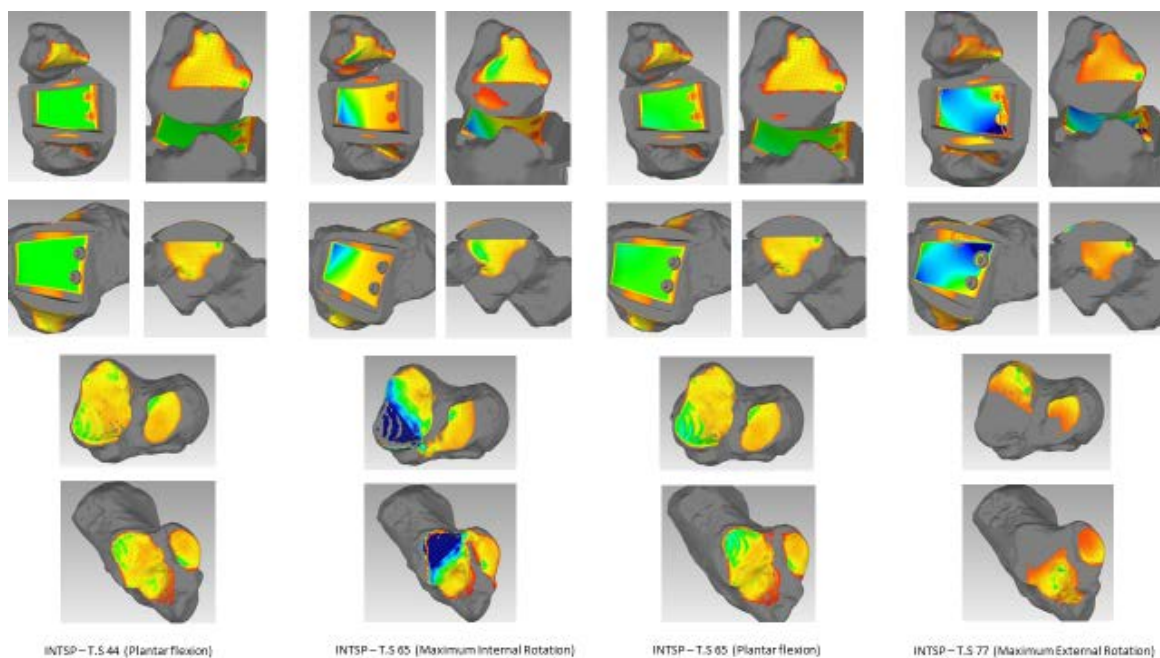 INTSP – T.S 44 (Plantar flexion)
INTSP – T.S 65 (Maximum Internal Rotation)
INTSP – T.S 65 (Plantar flexion)
INTSP – T.S 77 (Maximum External Rotation)